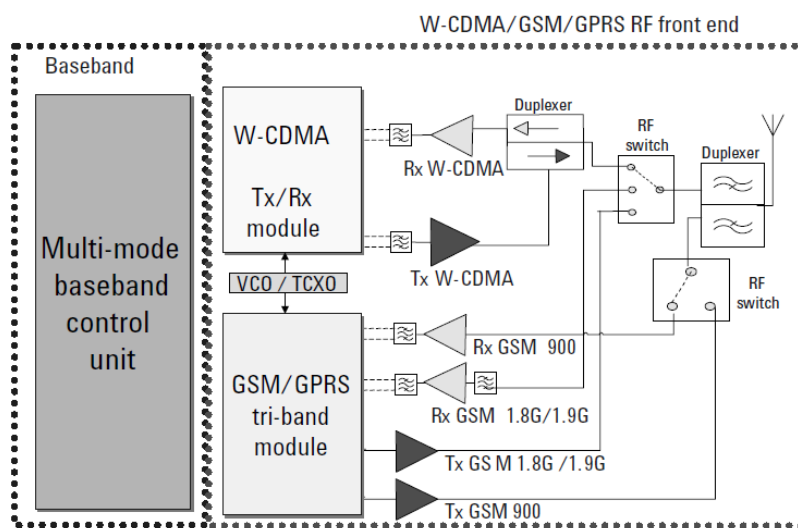 W-CDMA/GSM/GPRS RF front end
Baseband
Multi-mode
baseband
control
unit
W-CDMA
Tx/Rx
module
VCO / TCXO
GSM/GPRS
tri-band
module
Duplexer
Rx W-CDMA
Tx W-CDMA
RF
switch
Duplexer
RF
switch
Rx GSM 900
Rx GSM 1.8G/1.9G
Tx GS M 1.8G /1.9G
Tx GSM 900